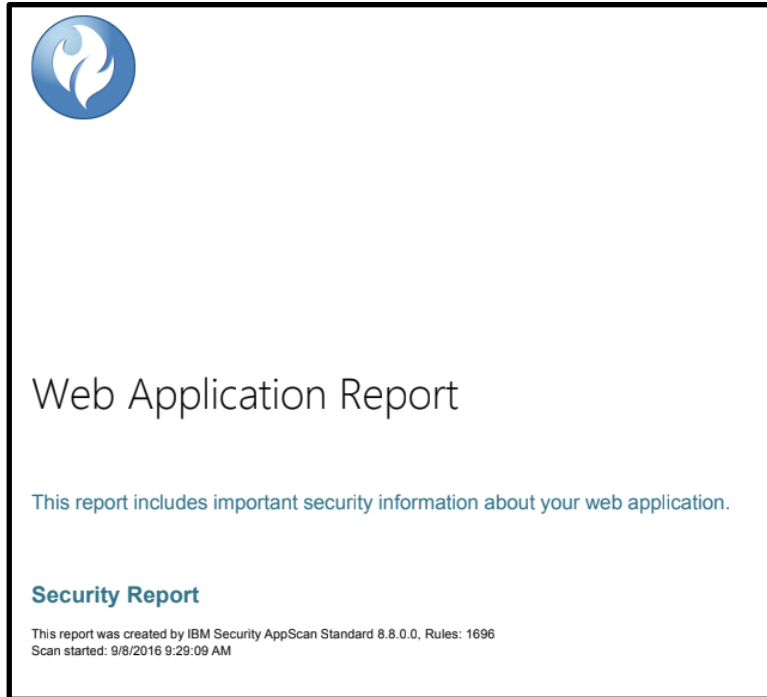 Web Application Report
This report includes important security information about your web application.
Security Report
This report was created by IBM Security AppScan Standard 8.8.0.0, Rules: 1696
Scan started: 9/8/2016 9:29:09 AM